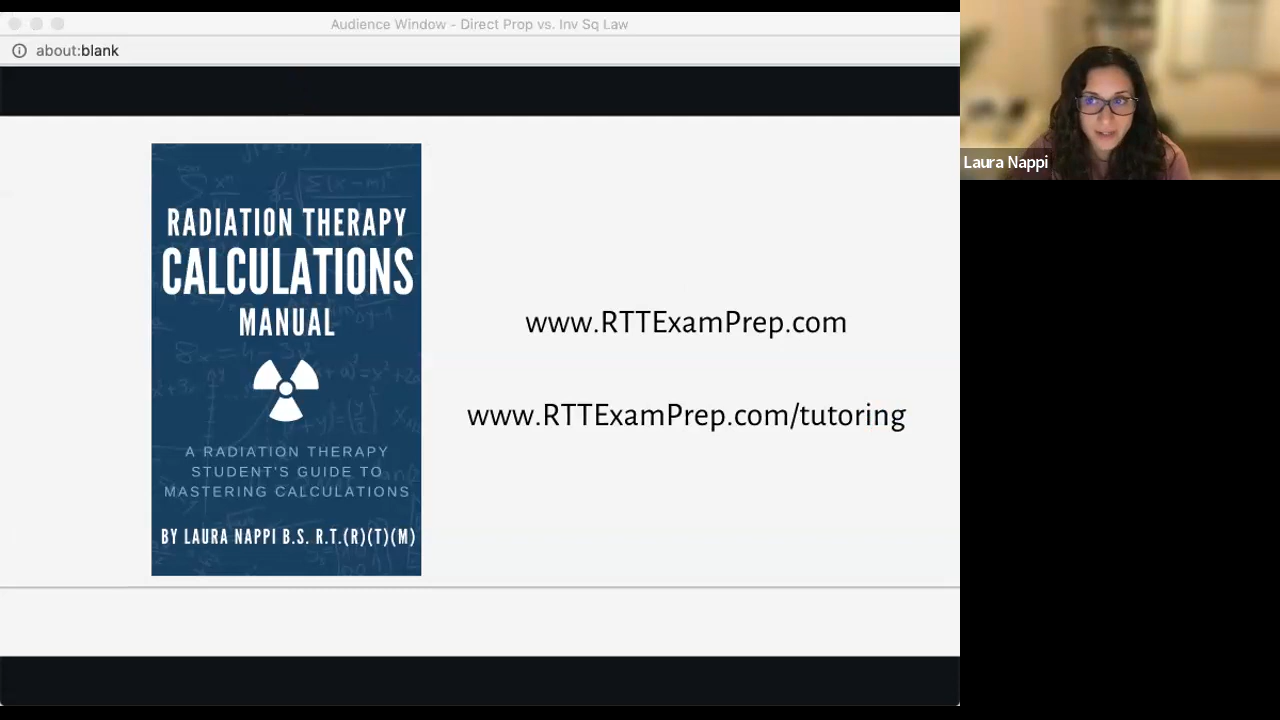 Audience Window - Direct Prop vs. Inv Sq Law
about:blank
RADIATION THERAPY
CALCULATIONS
MANUAL
A RADIATION THERAPY
STUDENT'S GUIDE TO
MASTERING CALCULATIONS
BY LAURA NAPPI B.S. R.T.(R)(T)(M)
www.RTTExamPrep.com
www.RTTExamPrep.com/tutoring
Laura Nappi